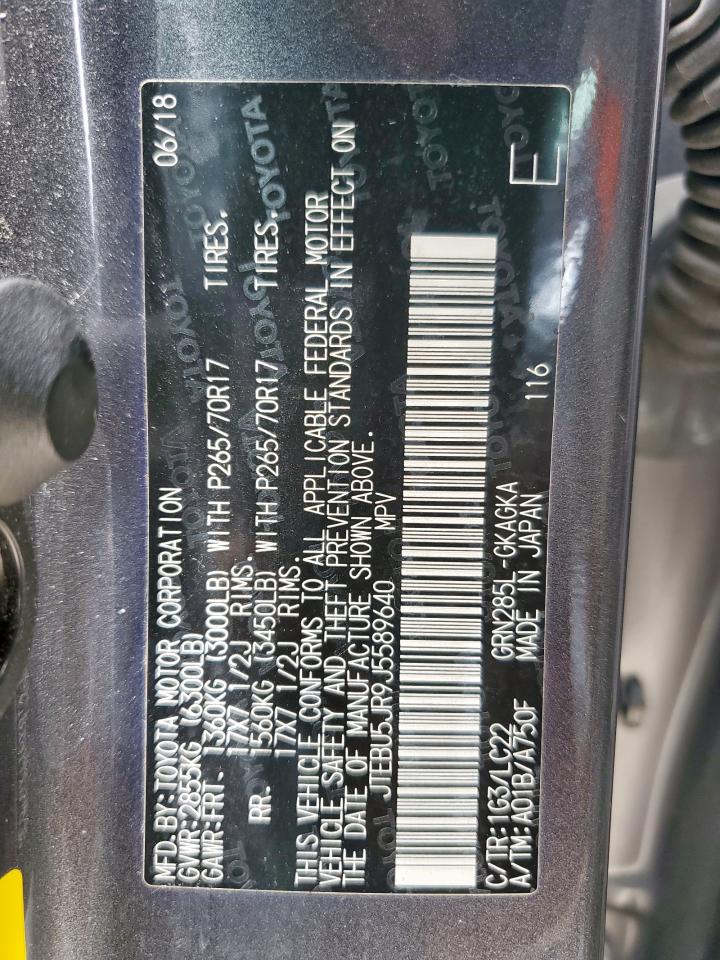 MFD.BY:TOYOTA MOTOR CORPORATION 06/18
GVWR:2855KG (6300LB)
GAWR:FRT- 1360KG (3000LB) WITH P265/70R17 TIRES.
17X7 1/2J RIMS.
RR. 1560KG (3450LB) WITH P265/70R17 TIRES.
17X7 1/2J RIMS.
THIS VEHICLE CONFORMS TO ALL APPLICABLE FEDERAL MOTOR
VEHICLE SAFETY AND THEFT PREVENTION STANDARDS IN EFFECT ON
THE DATE OF MANUFACTURE SHOWN ABOVE.
JTEBU5JR9J5589640 MPV
C/TR:1G3/LC22 GRN285L-GKAGKA 116
A/TM:A01B/A750F MADE IN JAPAN E